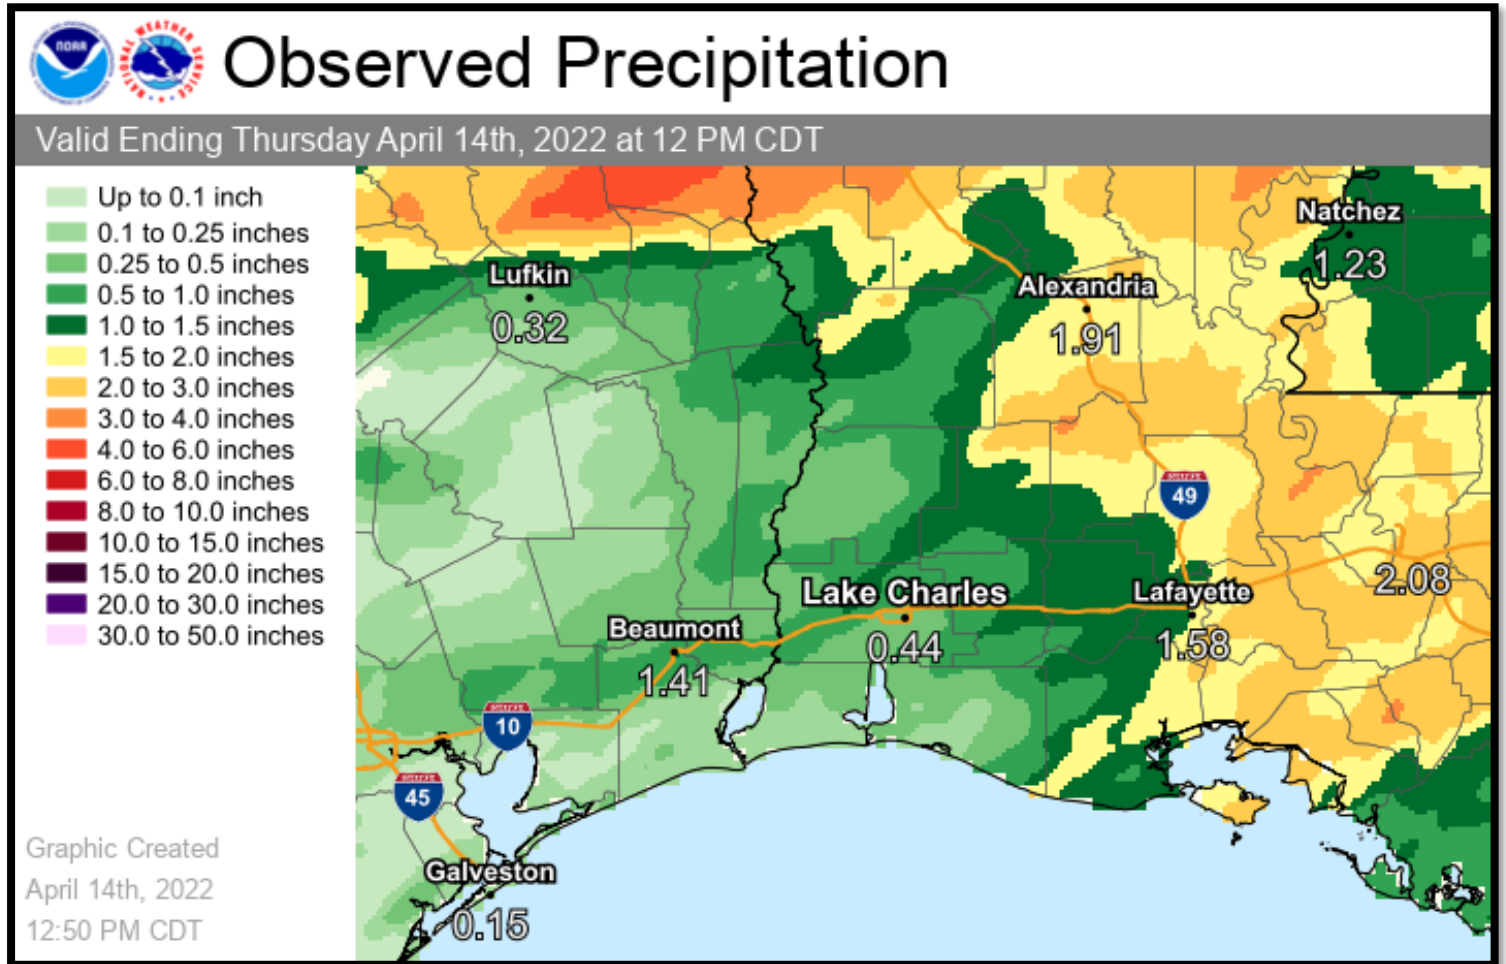 NOAA
NATIONAL WEATHER SERVICE
Observed Precipitation
Valid Ending Thursday April 14th, 2022 at 12 PM CDT
Up to 0.1 inch
0.1 to 0.25 inches
0.25 to 0.5 inches
0.5 to 1.0 inches
1.0 to 1.5 inches
1.5 to 2.0 inches
2.0 to 3.0 inches
3.0 to 4.0 inches
4.0 to 6.0 inches
6.0 to 8.0 inches
8.0 to 10.0 inches
10.0 to 15.0 inches
15.0 to 20.0 inches
20.0 to 30.0 inches
30.0 to 50.0 inches
Graphic Created
April 14th, 2022
12:50 PM CDT
Natchez
1.23
Lufkin
0.32
Alexandria
1.91
49
2.08
Lake Charles
0.44
Lafayette
1.58
Beaumont
1.41
10
45
Galveston
0.15